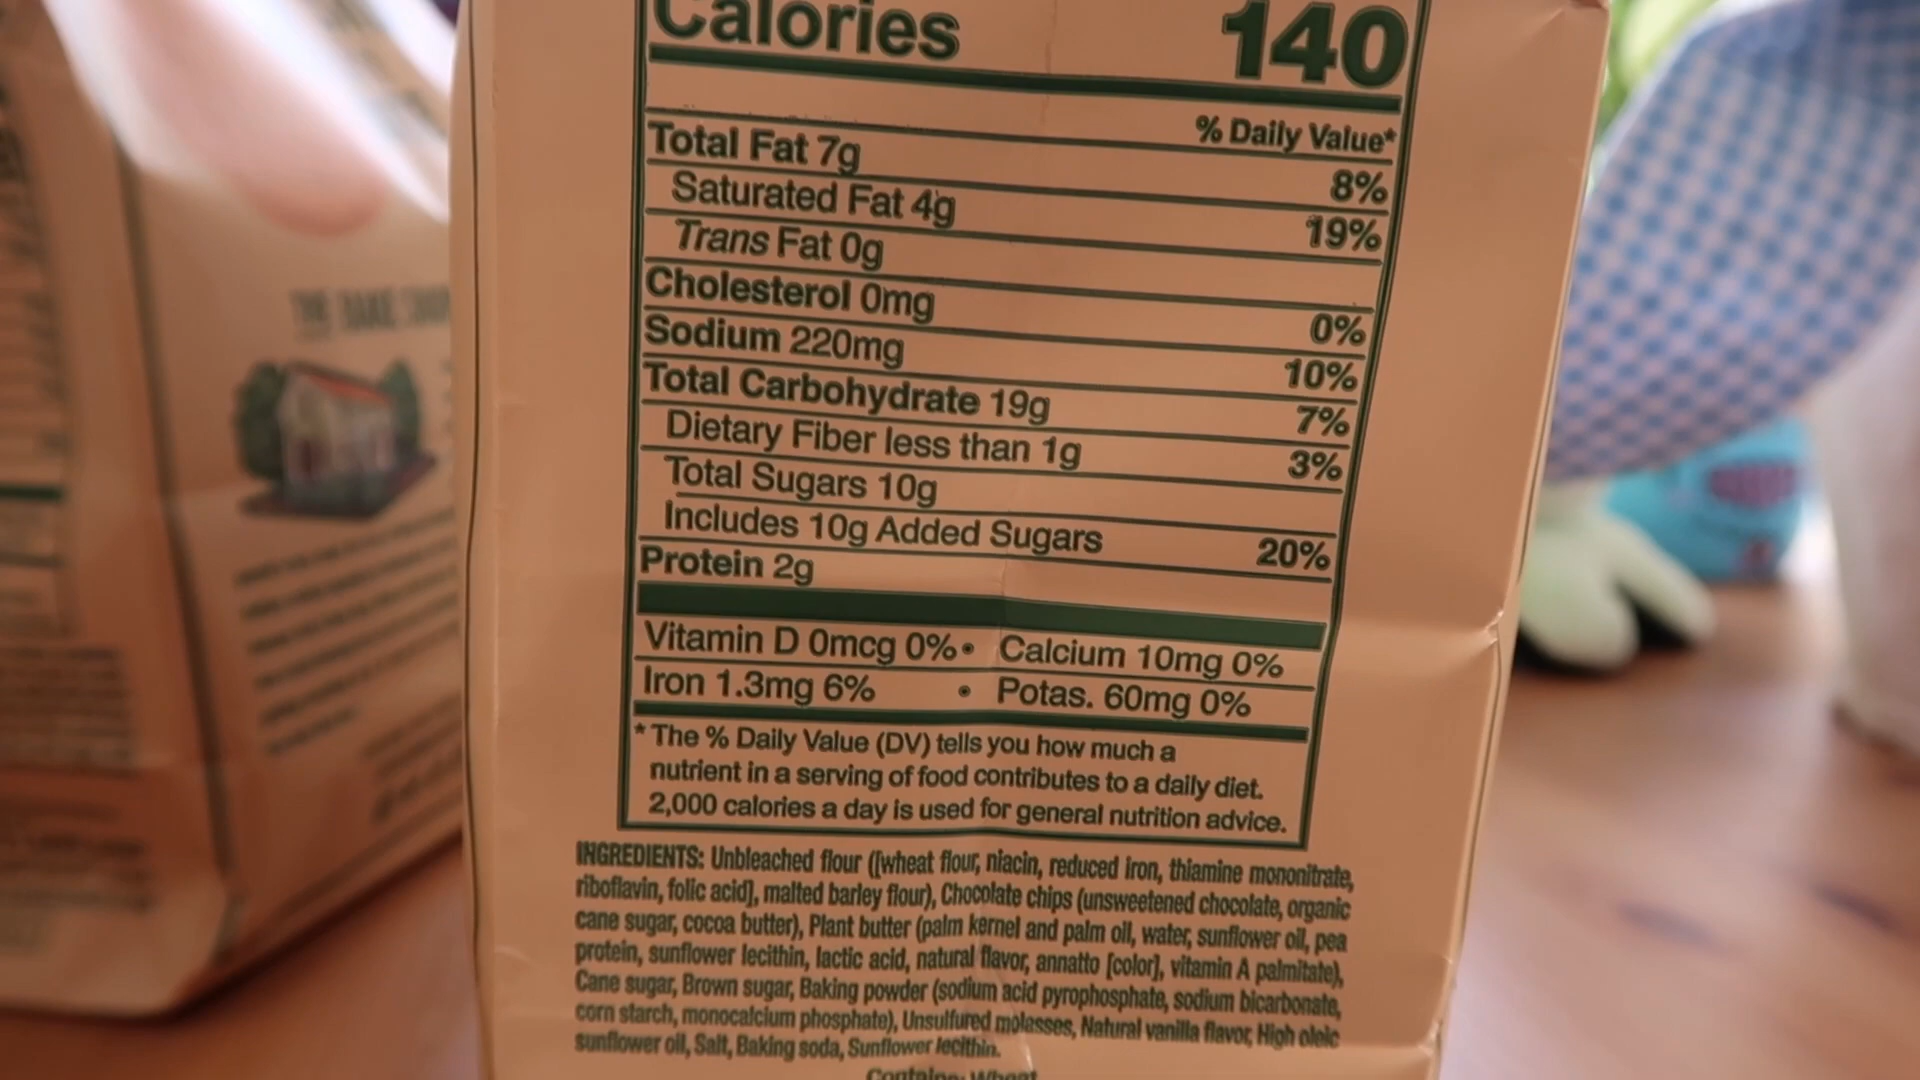 Calories 140
% Daily Value*
Total Fat 7g 8%
Saturated Fat 4g 19%
Trans Fat 0g
Cholesterol 0mg 0%
Sodium 220mg 10%
Total Carbohydrate 19g 7%
Dietary Fiber less than 1g 3%
Total Sugars 10g
Includes 10g Added Sugars 20%
Protein 2g
Vitamin D 0mcg 0% • Calcium 10mg 0%
Iron 1.3mg 6% • Potas. 60mg 0%
* The % Daily Value (DV) tells you how much a
nutrient in a serving of food contributes to a daily diet.
2,000 calories a day is used for general nutrition advice.
INGREDIENTS: Unbleached flour ([wheat flour, niacin, reduced iron, thiamine mononitrate,
riboflavin, folic acid], malted barley flour), Chocolate chips (unsweetened chocolate, organic
cane sugar, cocoa butter), Plant butter (palm kernel and palm oil, water, sunflower oil, pea
protein, sunflower lecithin, lactic acid, natural flavor, annatto [color], vitamin A palmitate),
Cane sugar, Brown sugar, Baking powder (sodium acid pyrophosphate, sodium bicarbonate,
corn starch, monocalcium phosphate), Unsulfured molasses, Natural vanilla flavor, High oleic
sunflower oil, Salt, Baking soda, Sunflower lecithin.
Contains: Wheat